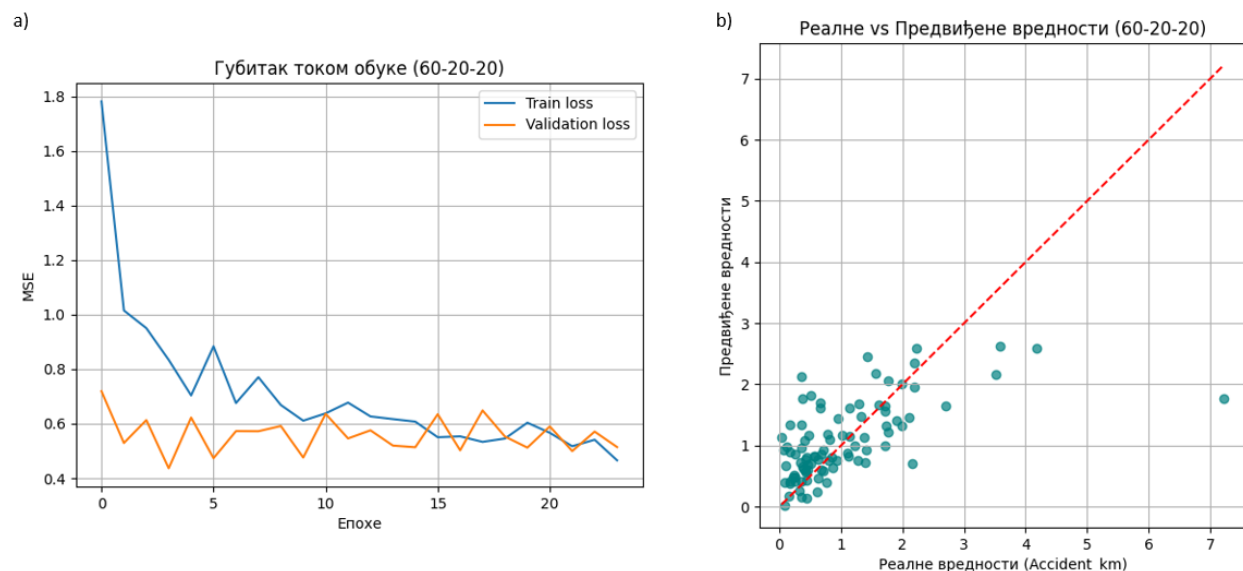 a)
Губитак током обуке (60-20-20)
1.8
1.6
1.4
1.2
1.0
0.8
0.6
0.4
MSE
Train loss
Validation loss
0
5
10
15
20
Епохе
b)
Реалне vs Предвиђене вредности (60-20-20)
7
6
5
4
3
2
1
0
Предвиђене вредности
0
1
2
3
4
5
6
7
Реалне вредности (Accident_km)